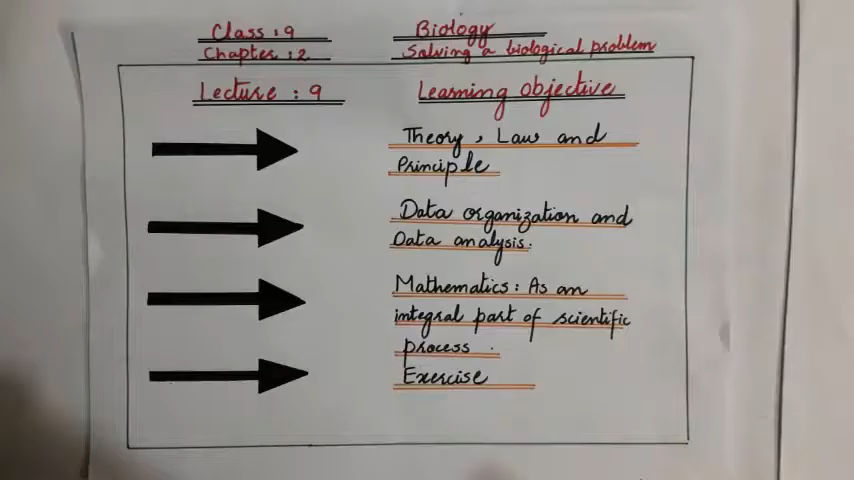 Class : 9
Biology
Chapter : 2
Solving a biological problem
Lecture : 9
Learning objective
Theory, Law and
Principle
Data organization and
Data analysis.
Mathematics: As an
integral part of scientific
process.
Exercise